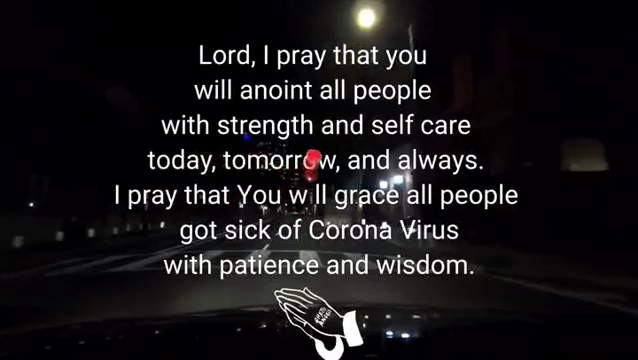 Lord, I pray that you
will anoint all people
with strength and self care
today, tomorrow, and always.
I pray that You will grace all people
got sick of Corona Virus
with patience and wisdom.